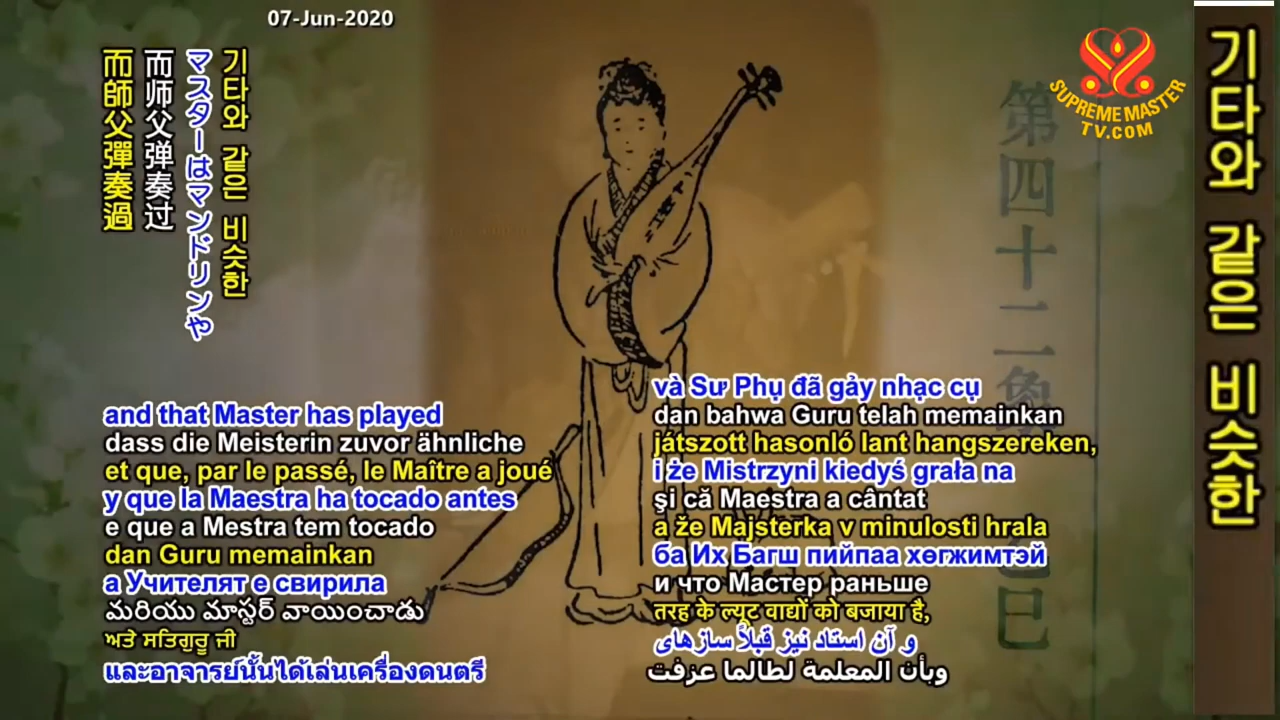 07-Jun-2020
SUPREME MASTER
TV.COM
기타와 같은 비슷한
기타와 같은 비슷한
マスターはマンドリンや
而师父弹奏过
而師父彈奏過
第四十二象
巳
and that Master has played
dass die Meisterin zuvor ähnliche
et que, par le passé, le Maître a joué
y que la Maestra ha tocado antes
e que a Mestra tem tocado
dan Guru memainkan
а Учителят е свирила
మరియు మాస్టర్ వాయించాడు
ਅਤੇ ਸਤਿਗੁਰੂ ਜੀ
และอาจารย์นั้นได้เล่นเครื่องดนตรี
và Sư Phụ đã gảy nhạc cụ
dan bahwa Guru telah memainkan
játszott hasonló lant hangszereken,
i że Mistrzyni kiedyś grała na
şi că Maestra a cântat
a že Majsterka v minulosti hrala
ба Их Багш пийпаа хөгжимтэй
и что Мастер раньше
तरह के ल्यूट वाद्यों को बजाया है,
و آن استاد نیز قبلاً سازهای
وبأن المعلمة لطالما عزفت